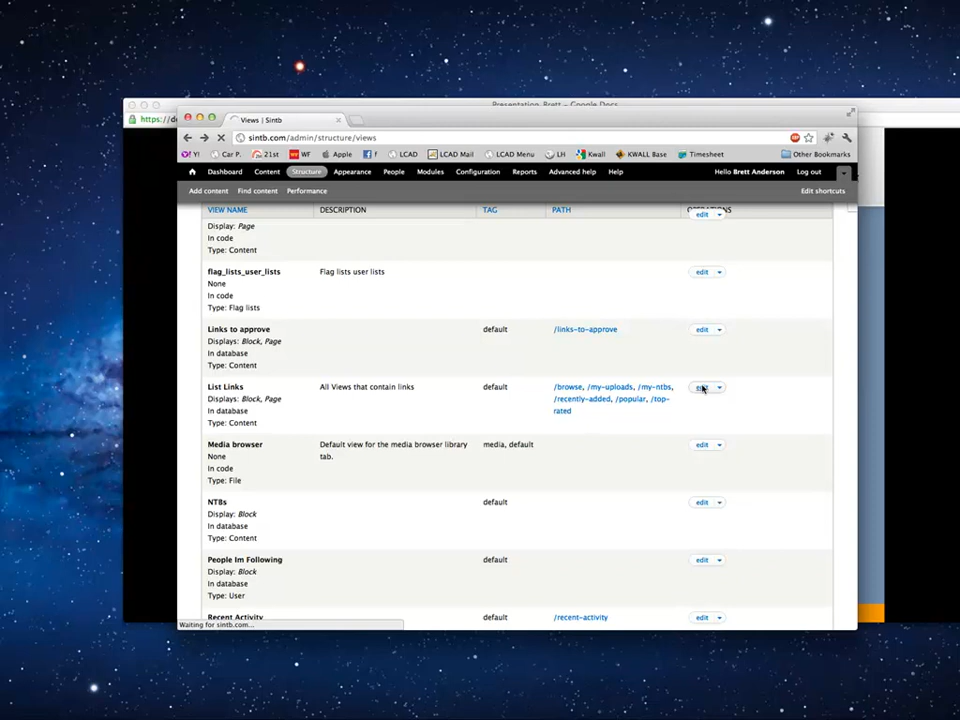 Presentation_Brett – Google Docs
https://do
Views | Sintb
sintb.com/admin/structure/views
Y! Car P. 21st WF Apple f LCAD LCAD Mail LCAD Menu LH Kwall KWALL Base Timesheet Other Bookmarks
Dashboard Content Structure Appearance People Modules Configuration Reports Advanced help Help Hello Brett Anderson Log out
Add content Find content Performance Edit shortcuts
VIEW NAME DESCRIPTION TAG PATH OPERATIONS
edit
Display: Page
In code
Type: Content
flag_lists_user_lists Flag lists user lists edit
None
In code
Type: Flag lists
Links to approve default /links-to-approve edit
Displays: Block, Page
In database
Type: Content
List Links All Views that contain links default /browse, /my-uploads, /my-ntbs, edit
Displays: Block, Page /recently-added, /popular, /top-
In database rated
Type: Content
Media browser Default view for the media browser library media, default edit
None tab.
In code
Type: File
NTBs default edit
Display: Block
In database
Type: Content
People Im Following default edit
Display: Block
In database
Type: User
Recent Activity default /recent-activity edit
Waiting for sintb.com...